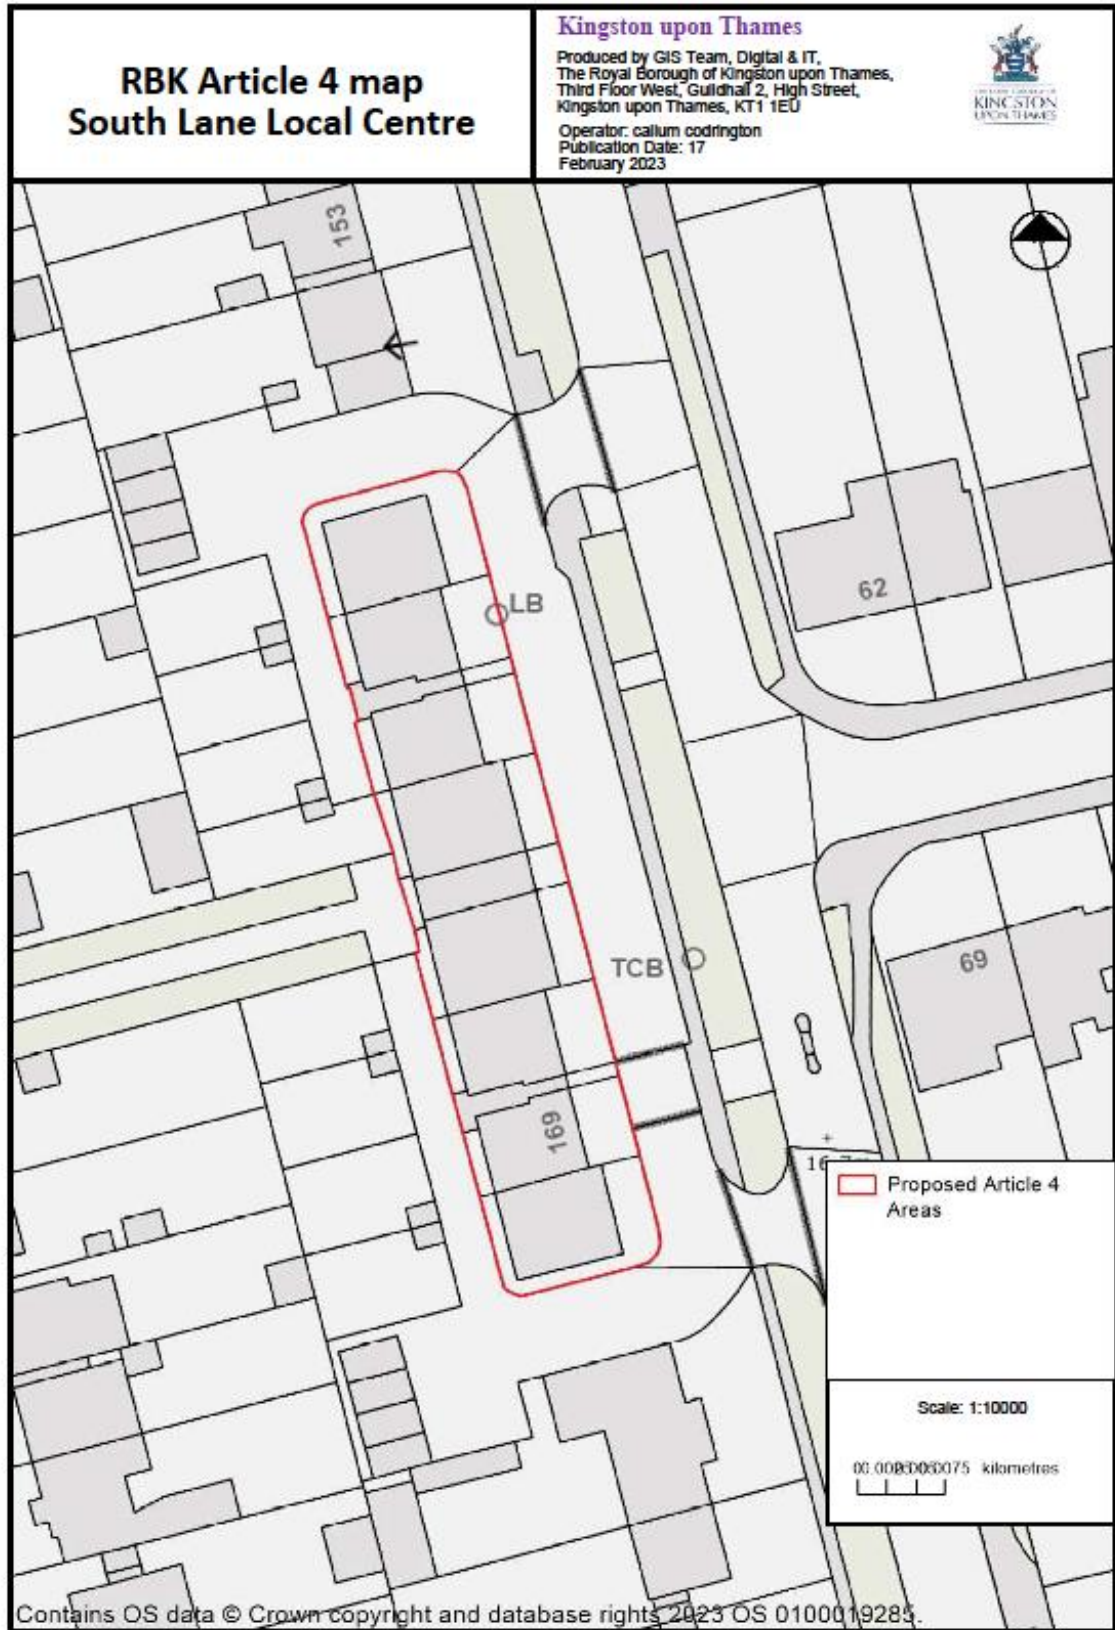 RBK Article 4 map
South Lane Local Centre
Kingston upon Thames
Produced by GIS Team, Digital & IT,
The Royal Borough of Kingston upon Thames,
Third Floor West, Guildhall 2, High Street,
Kingston upon Thames, KT1 1EU
Operator: callum codrington
Publication Date: 17
February 2023
KINGSTON
UPON THAMES
153
LB
62
TCB
69
169
Proposed Article 4
Areas
Scale: 1:10000
kilometres
Contains OS data © Crown copyright and database rights 2023 OS 0100019285.